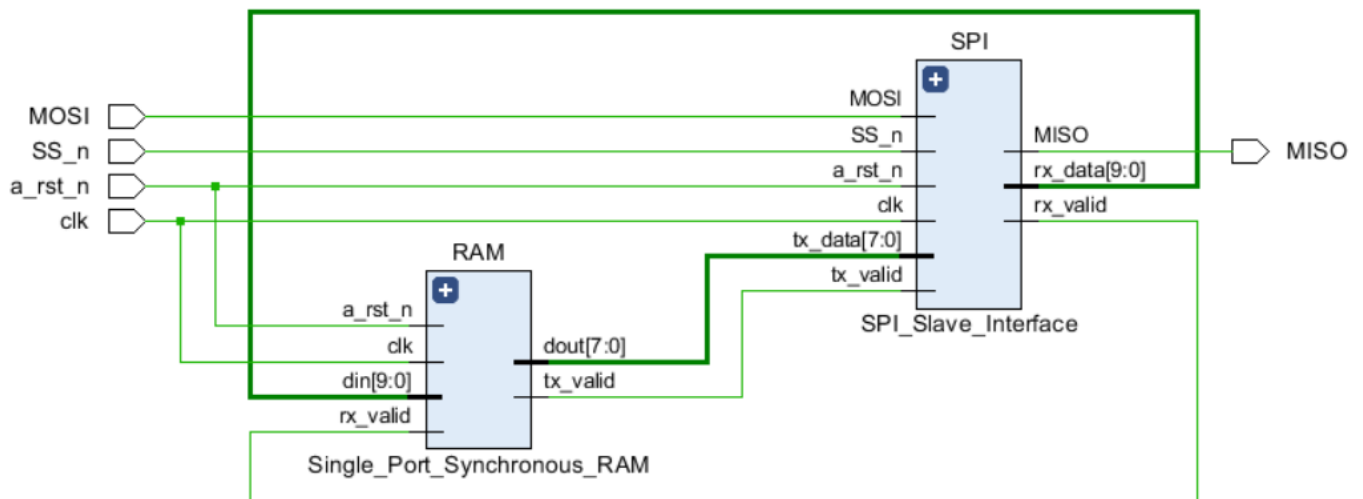 SPI
MOSI
SS_n
a_rst_n
clk
MOSI
SS_n
a_rst_n
clk
tx_data[7:0]
tx_valid
MISO
rx_data[9:0]
rx_valid
MISO
SPI_Slave_Interface
RAM
a_rst_n
clk
din[9:0]
rx_valid
dout[7:0]
tx_valid
Single_Port_Synchronous_RAM